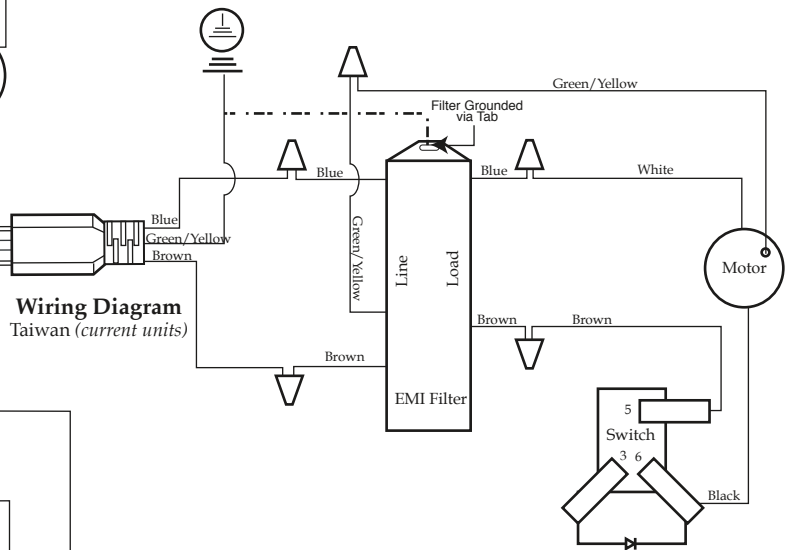 Green/Yellow
Filter Grounded
via Tab
Blue
Blue
White
Blue
Green/Yellow
Brown
Green/Yellow
Line
Load
Motor
Wiring Diagram
Taiwan (current units)
Brown
Brown
Brown
EMI Filter
5
Switch
3 6
Black